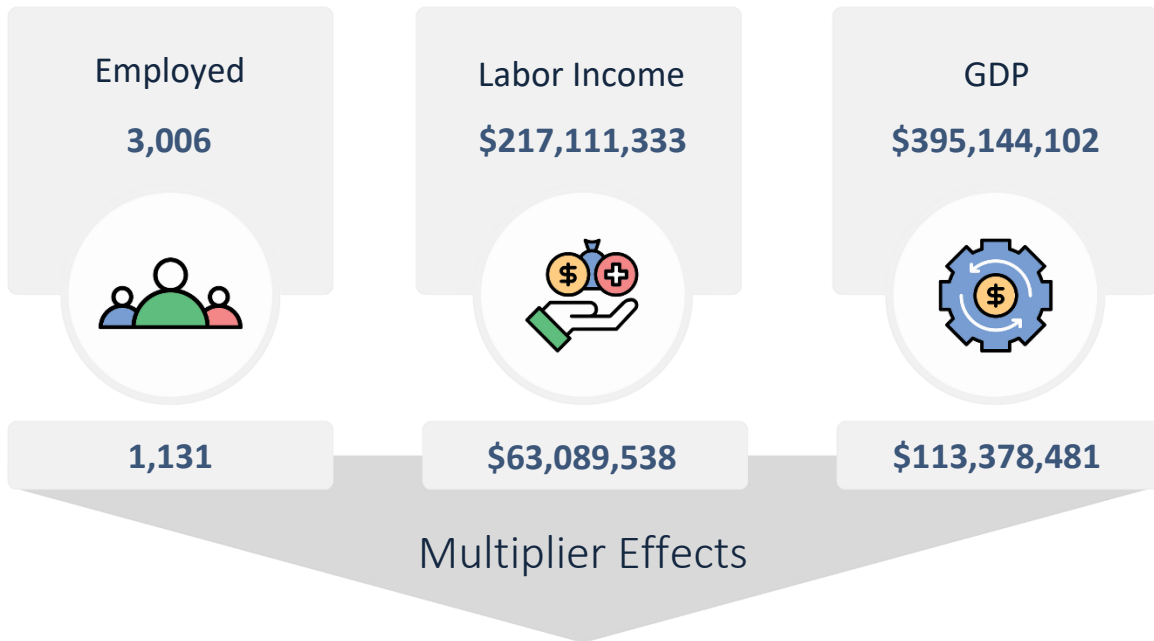 Employed
3,006
Labor Income
$217,111,333
GDP
$395,144,102
1,131
$63,089,538
$113,378,481
Multiplier Effects